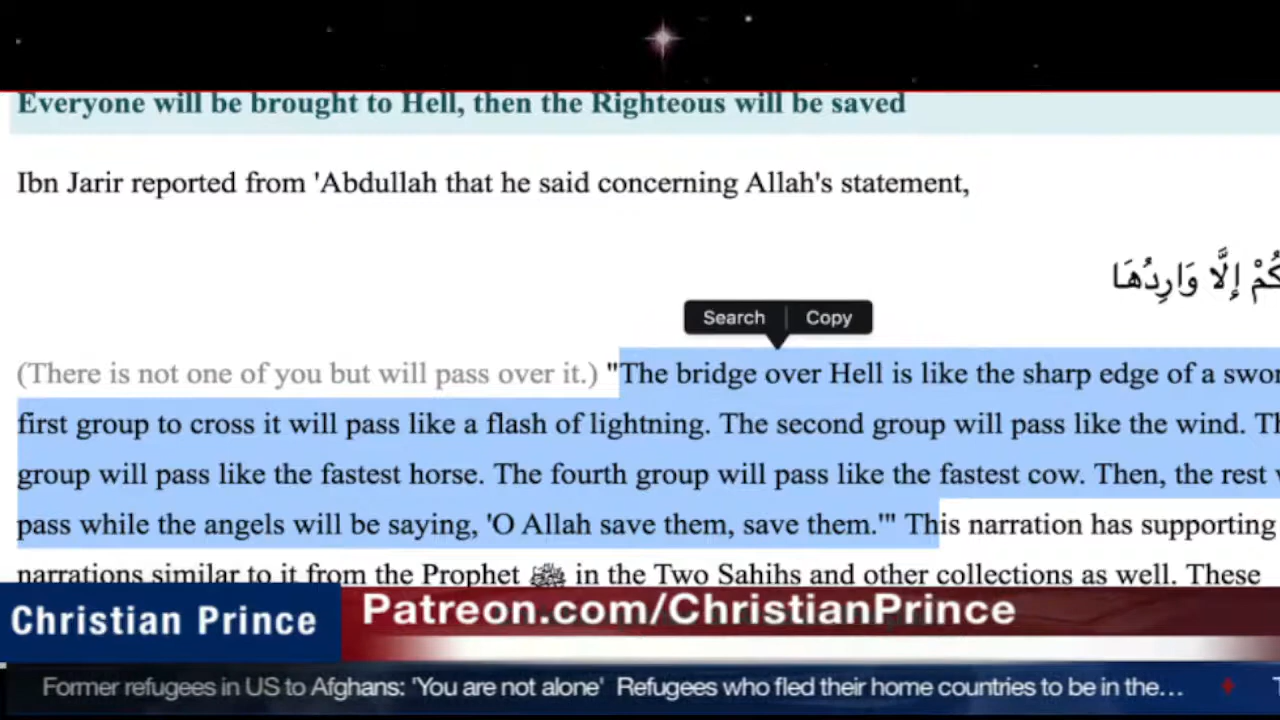 Everyone will be brought to Hell, then the Righteous will be saved
Ibn Jarir reported from 'Abdullah that he said concerning Allah's statement,
إِلَّا وَارِدُهَا
Search Copy
(There is not one of you but will pass over it.) "The bridge over Hell is like the sharp edge of a
first group to cross it will pass like a flash of lightning. The second group will pass like the wind.
group will pass like the fastest horse. The fourth group will pass like the fastest cow. Then, the rest
pass while the angels will be saying, 'O Allah save them, save them.'" This narration has supporting
narrations similar to it from the Prophet ﷺ in the Two Sahihs and other collections as well. These
Christian Prince
Patreon.com/ChristianPrince
Former refugees in US to Afghans: 'You are not alone' Refugees who fled their home countries to be in the…